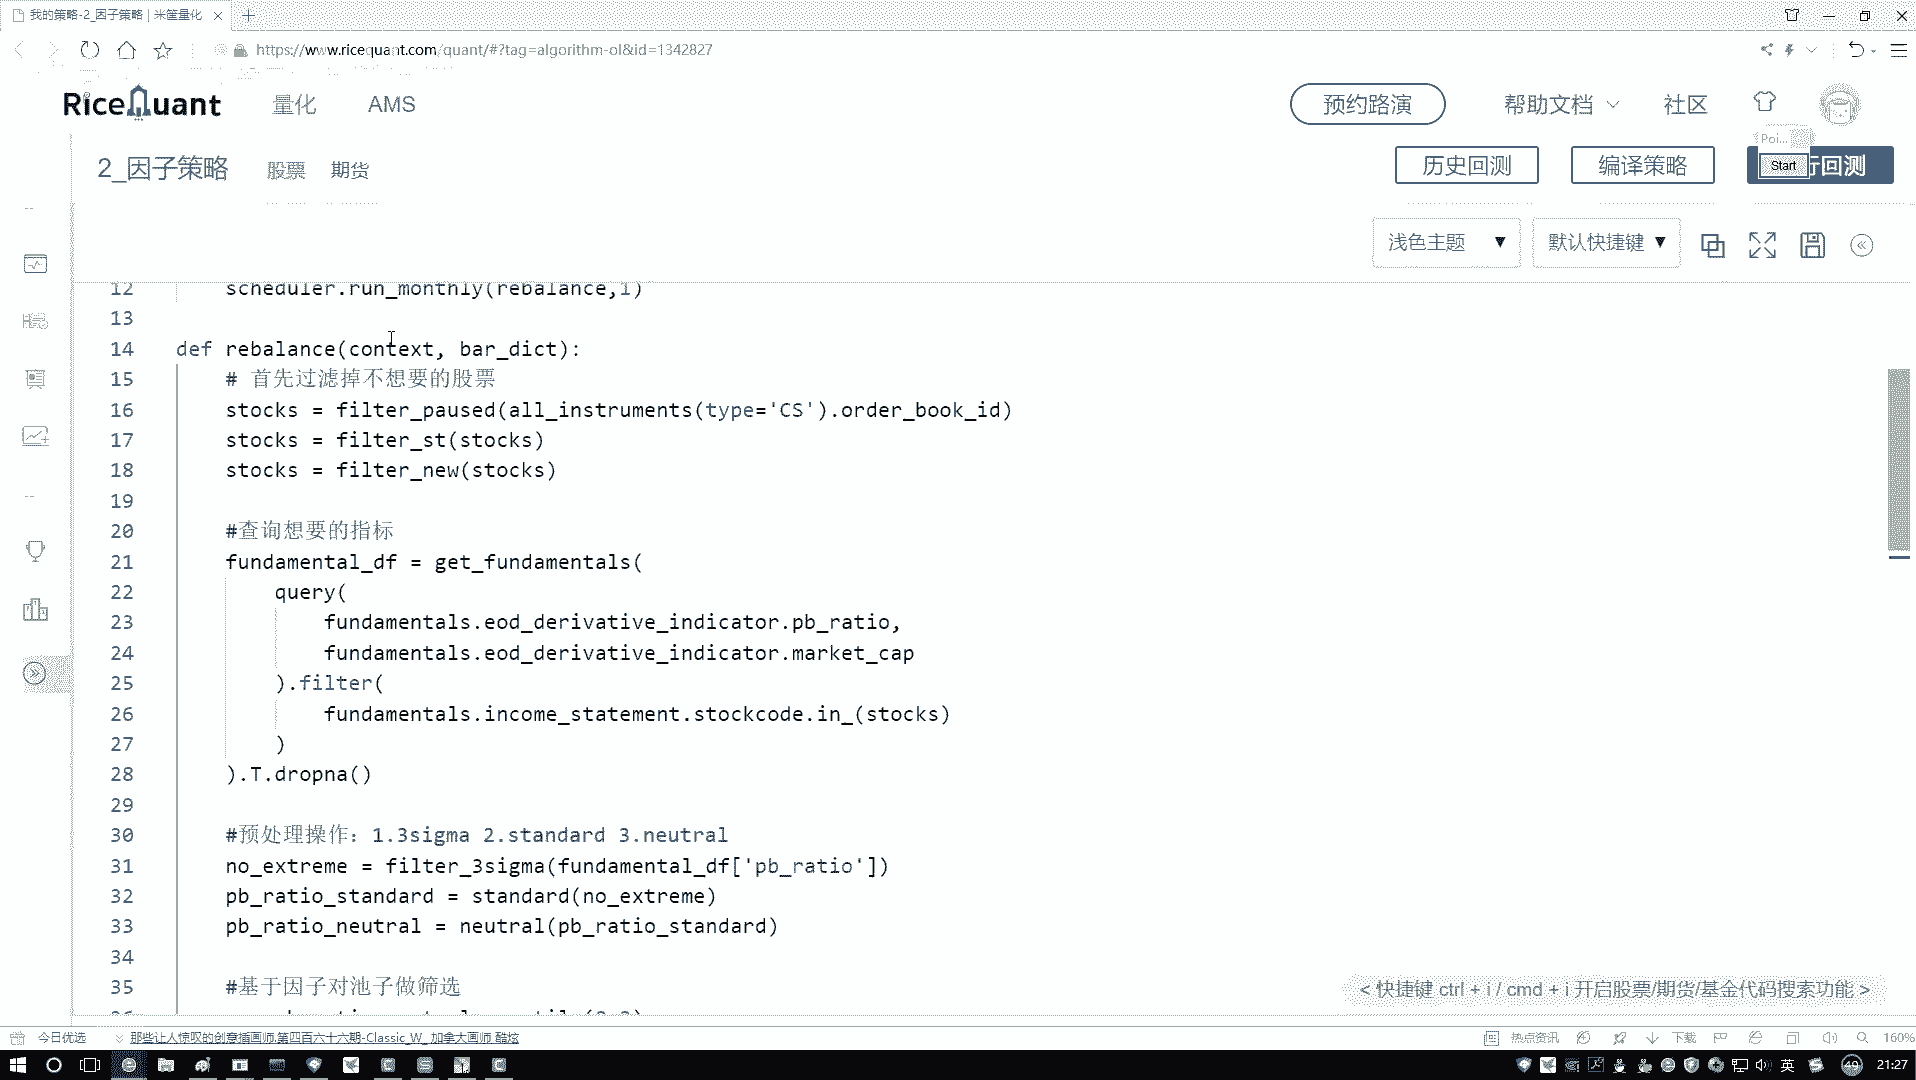 我的策略-2_因子策略 | 米筐量化
https://www.ricequant.com/quant/#?tag=algorithm-ol&id=1342827
RiceQuant 量化 AMS 预约路演 帮助文档 社区
Poi...
2_因子策略 股票 期货 历史回测 编译策略 Start 行回测
浅色主题 默认快捷键
12 scheduler.run_monthly(rebalance,1)
13
14 def rebalance(context, bar_dict):
15 # 首先过滤掉不想要的股票
16 stocks = filter_paused(all_instruments(type='CS').order_book_id)
17 stocks = filter_st(stocks)
18 stocks = filter_new(stocks)
19
20 #查询想要的指标
21 fundamental_df = get_fundamentals(
22 query(
23 fundamentals.eod_derivative_indicator.pb_ratio,
24 fundamentals.eod_derivative_indicator.market_cap
25 ).filter(
26 fundamentals.income_statement.stockcode.in_(stocks)
27 )
28 ).T.dropna()
29
30 #预处理操作：1.3sigma 2.standard 3.neutral
31 no_extreme = filter_3sigma(fundamental_df['pb_ratio'])
32 pb_ratio_standard = standard(no_extreme)
33 pb_ratio_neutral = neutral(pb_ratio_standard)
34
35 #基于因子对池子做筛选
< 快捷键 ctrl + i / cmd + i 开启股票/期货/基金代码搜索功能 >
今日优选 那些让人惊叹的创意插画师.第四百六十六期-Classic_W_ 加拿大画师 酷炫 热点资讯 下载 160%
英 49 21:27